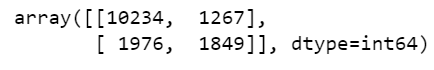 array([[10234,  1267],
       [ 1976,  1849]], dtype=int64)